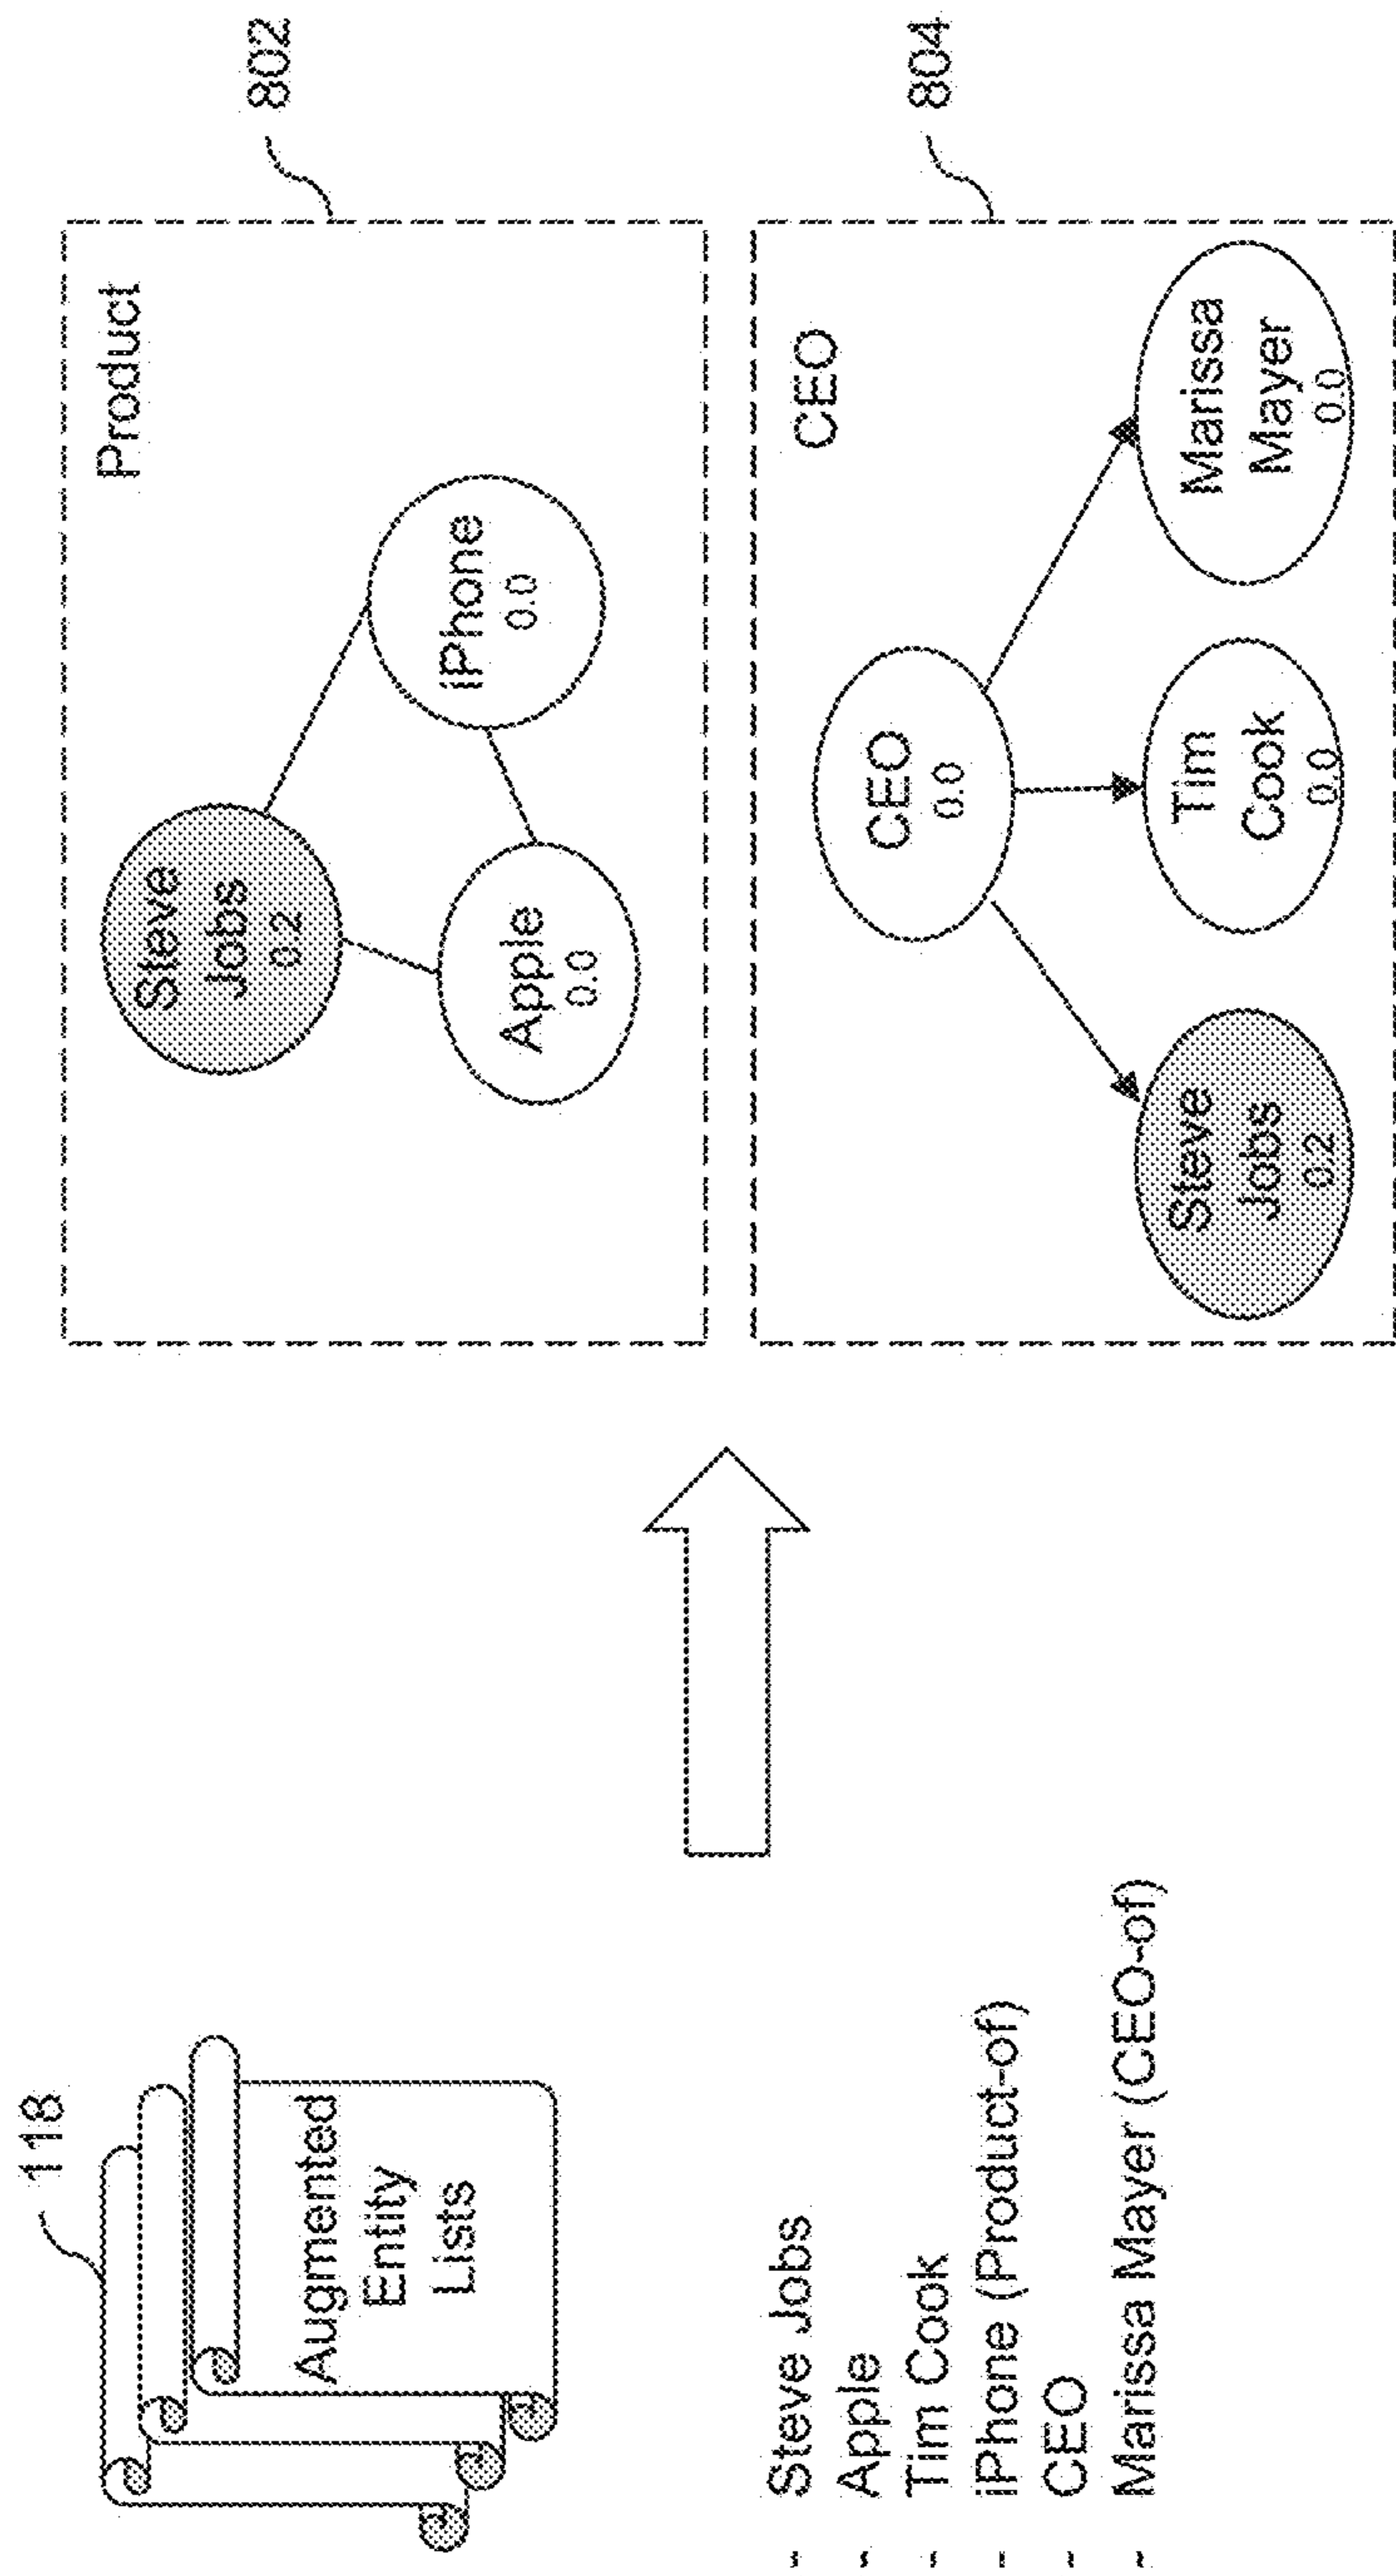 118
Augmented
Entity
Lists
- Steve Jobs
- Apple
- Tim Cook
- iPhone (Product-of)
- CEO
- Marissa Mayer (CEO-of)
802
Product
Steve
Jobs
0.2
iPhone
0.0
Apple
0.0
804
CEO
CEO
0.0
Steve
Jobs
0.2
Tim
Cook
0.0
Marissa
Mayer
0.0